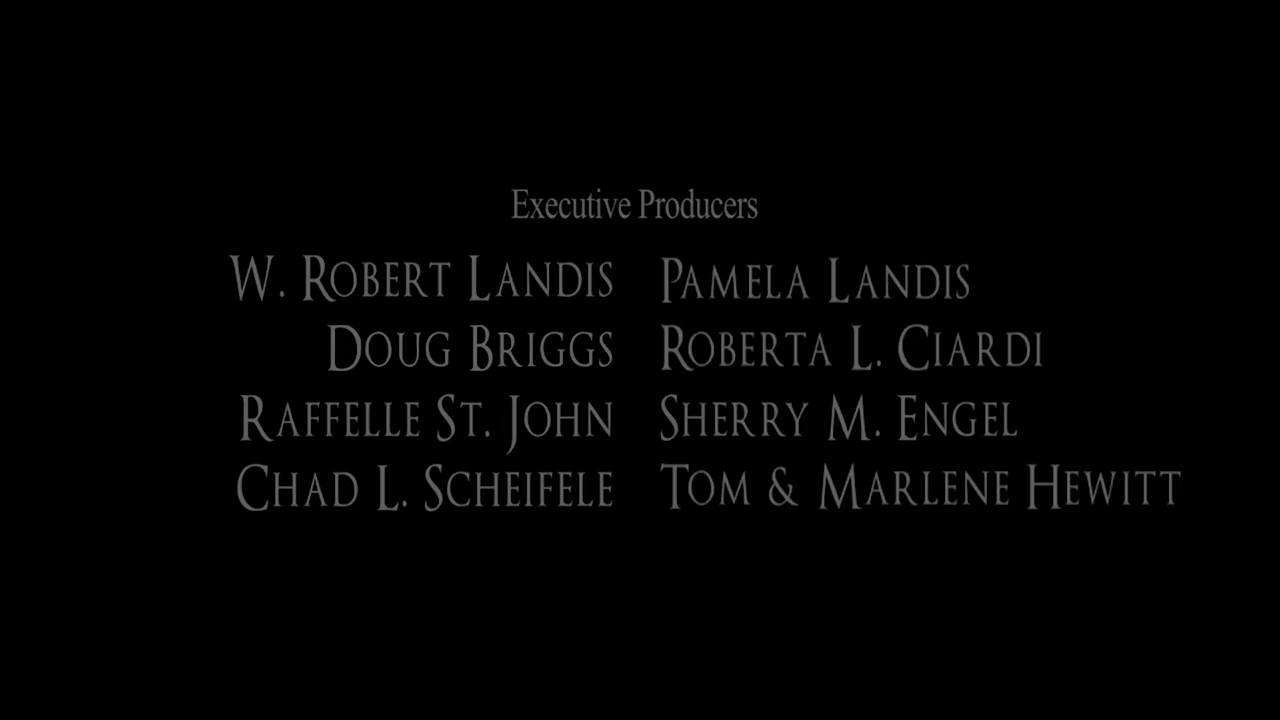 Executive Producers
W. ROBERT LANDIS PAMELA LANDIS
DOUG BRIGGS ROBERTA L. CIARDI
RAFFELLE ST. JOHN SHERRY M. ENGEL
CHAD L. SCHEIFELE TOM & MARLENE HEWITT